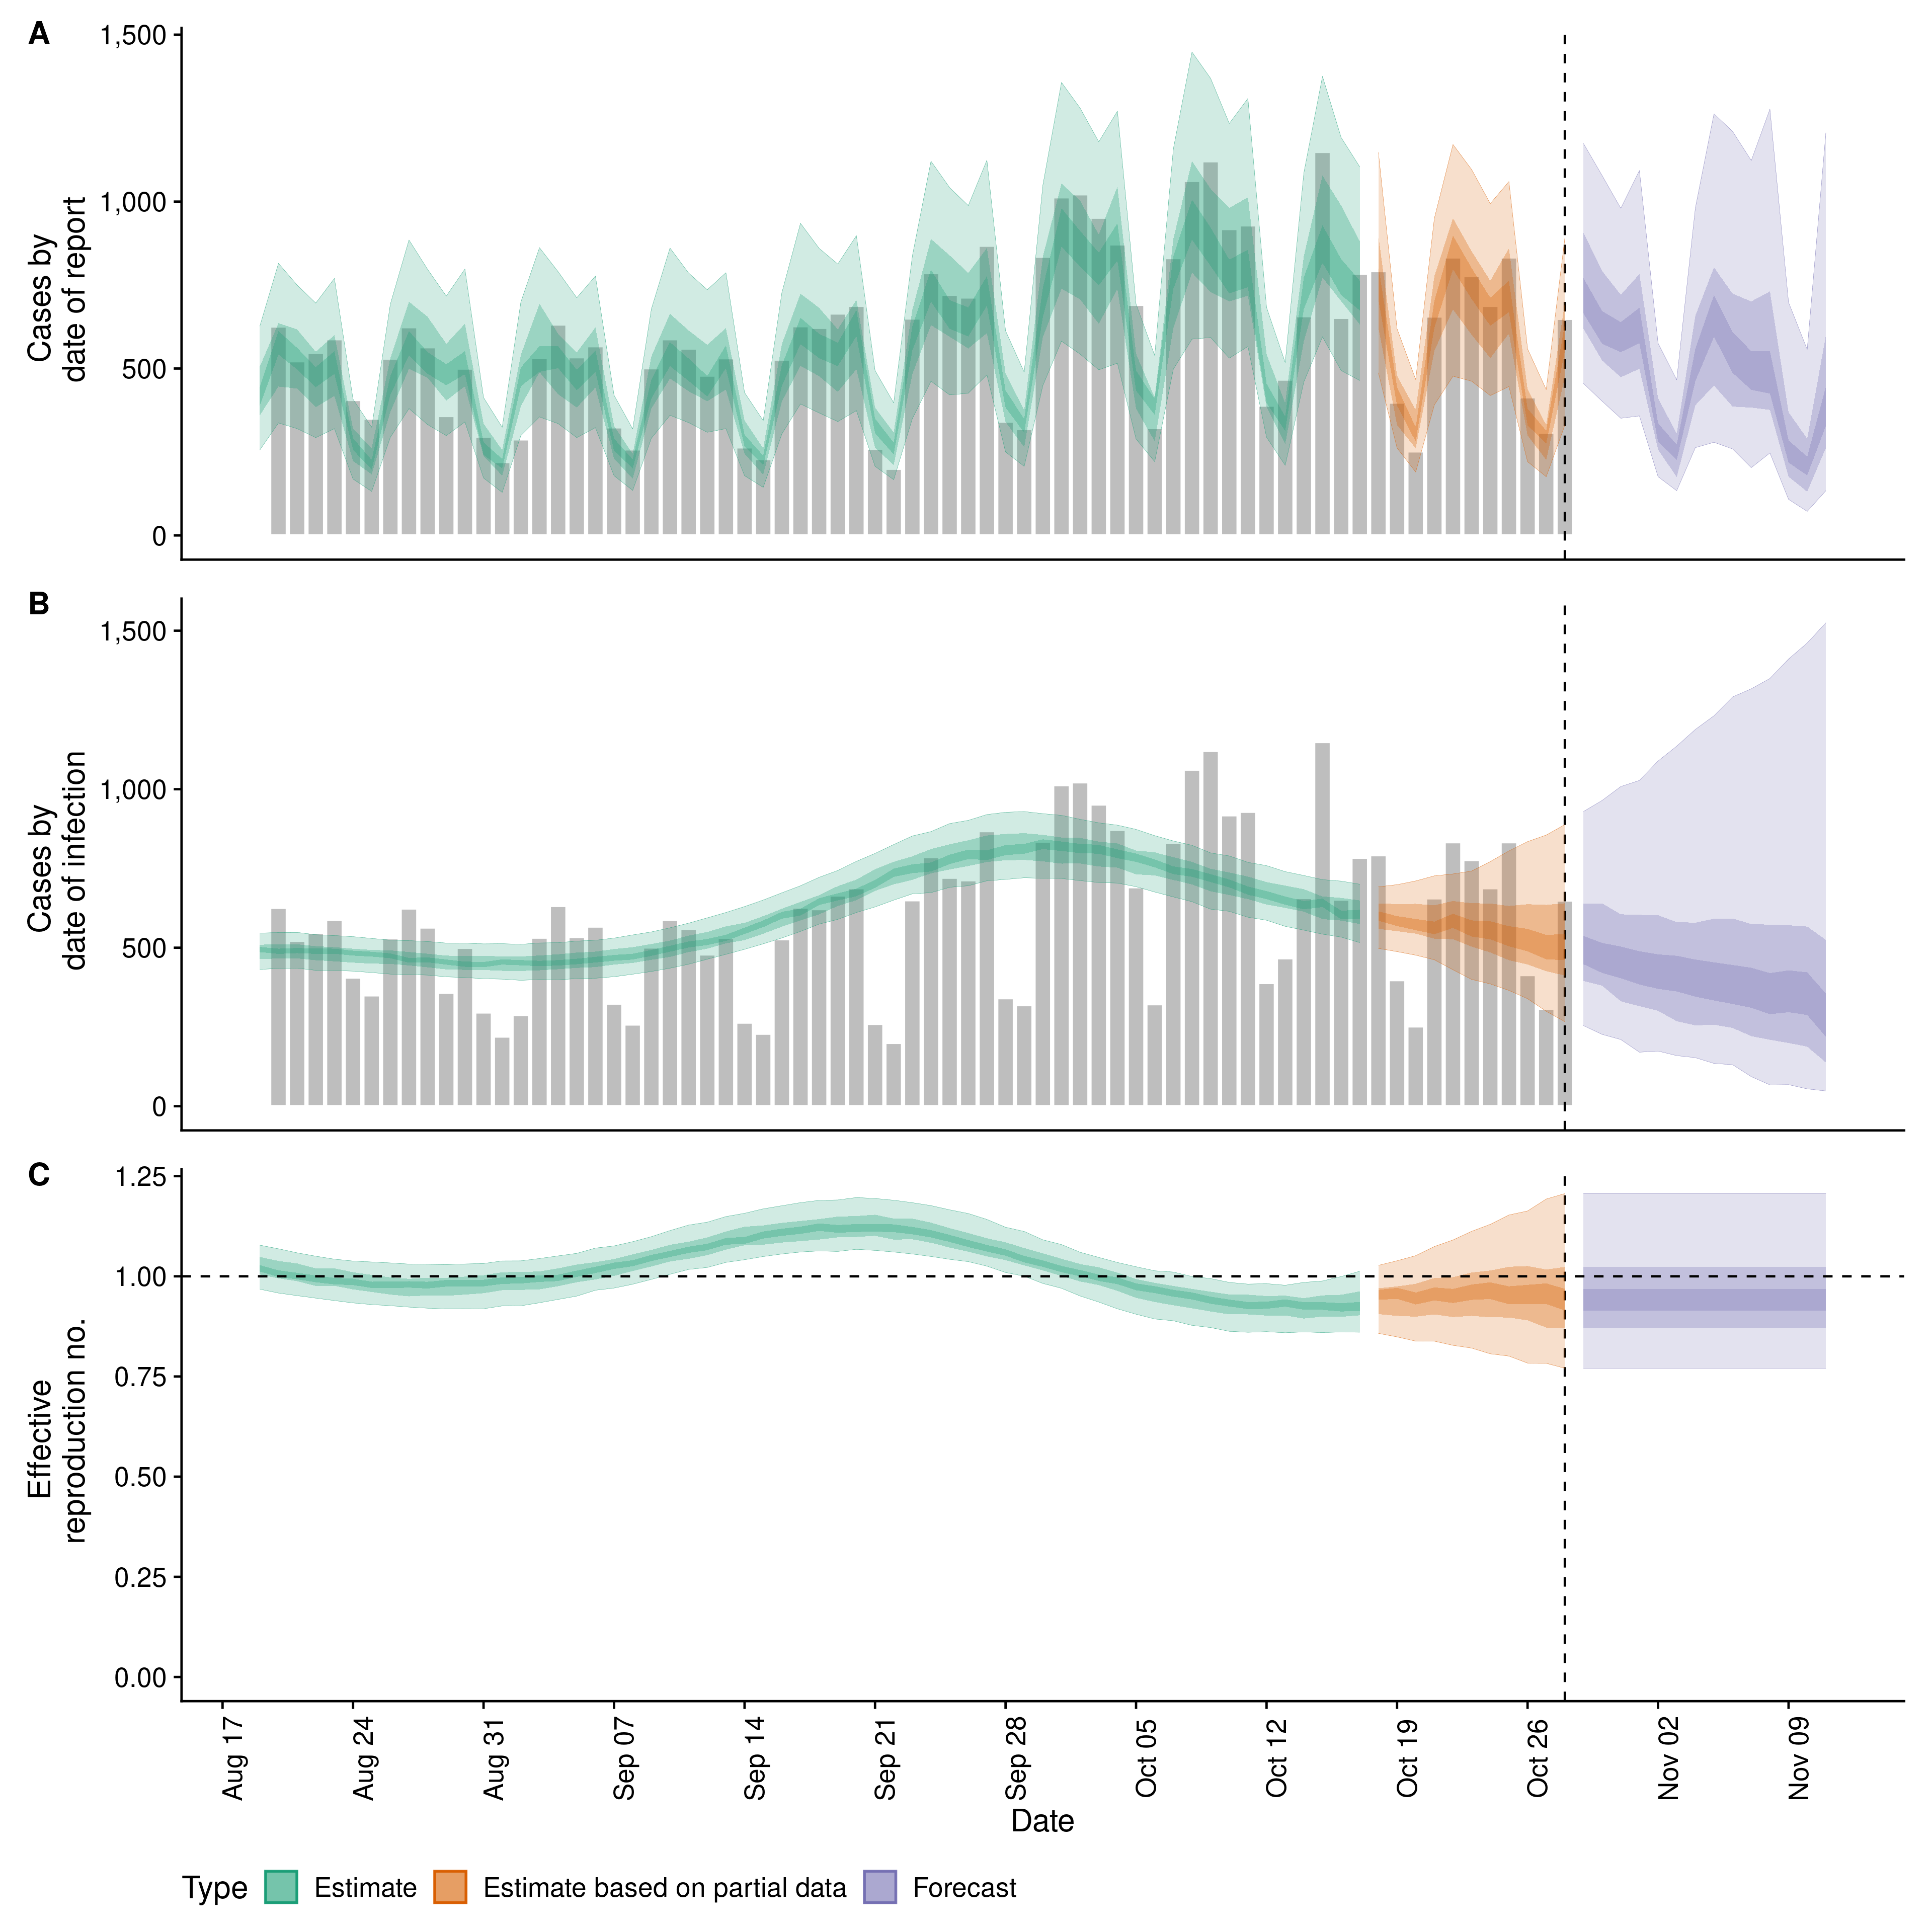 A
Cases by
date of report
1,500
1,000
500
0
B
Cases by
date of infection
1,500
1,000
500
0
C
Effective
reproduction no.
1.25
1.00
0.75
0.50
0.25
0.00
Aug 17
Aug 24
Aug 31
Sep 07
Sep 14
Sep 21
Sep 28
Oct 05
Oct 12
Oct 19
Oct 26
Nov 02
Nov 09
Date
Type Estimate Estimate based on partial data Forecast